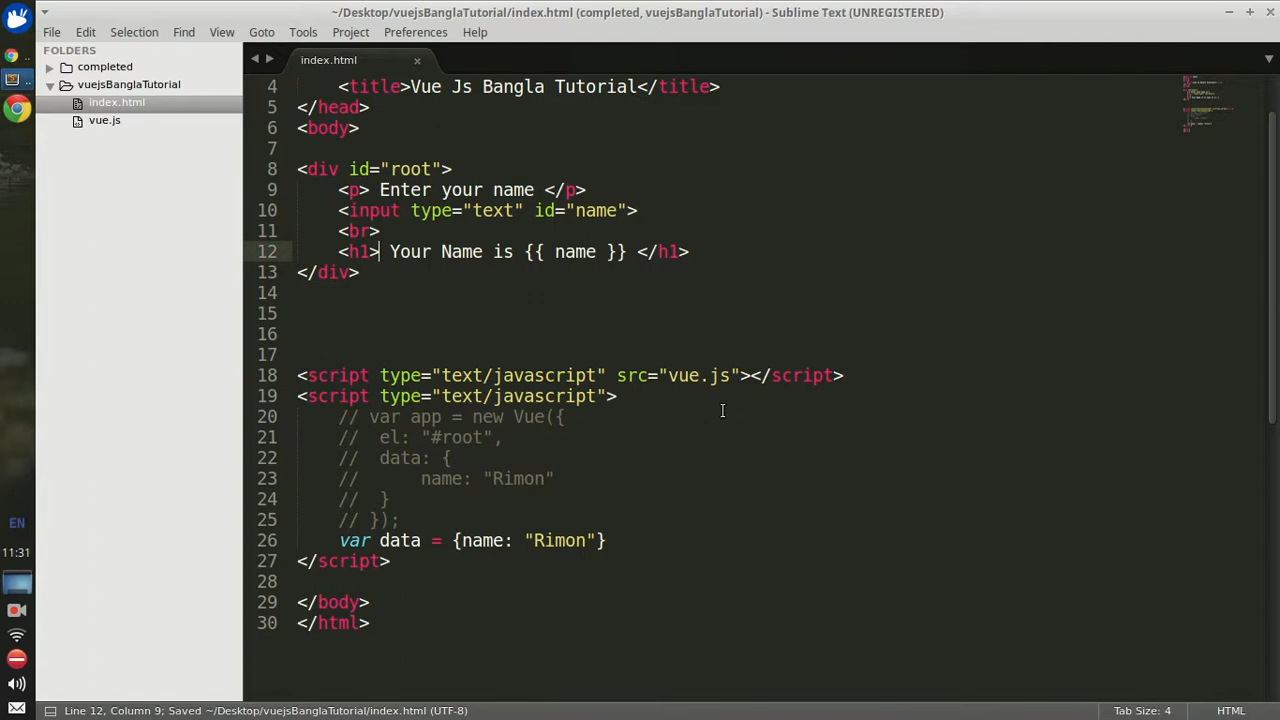 ~/Desktop/vuejsBanglaTutorial/index.html (completed, vuejsBanglaTutorial) - Sublime Text (UNREGISTERED)
File Edit Selection Find View Goto Tools Project Preferences Help
FOLDERS
completed
vuejsBanglaTutorial
index.html
vue.js
index.html
4 <title>Vue Js Bangla Tutorial</title>
5 </head>
6 <body>
7
8 <div id="root">
9 <p> Enter your name </p>
10 <input type="text" id="name">
11 <br>
12 <h1> Your Name is {{ name }} </h1>
13 </div>
14
15
16
17
18 <script type="text/javascript" src="vue.js"></script>
19 <script type="text/javascript">
20 // var app = new Vue({
21 // el: "#root",
22 // data: {
23 // name: "Rimon"
24 // }
25 // });
26 var data = {name: "Rimon"}
27 </script>
28
29 </body>
30 </html>
EN
11:31
Line 12, Column 9; Saved ~/Desktop/vuejsBanglaTutorial/index.html (UTF-8)
Tab Size: 4
HTML